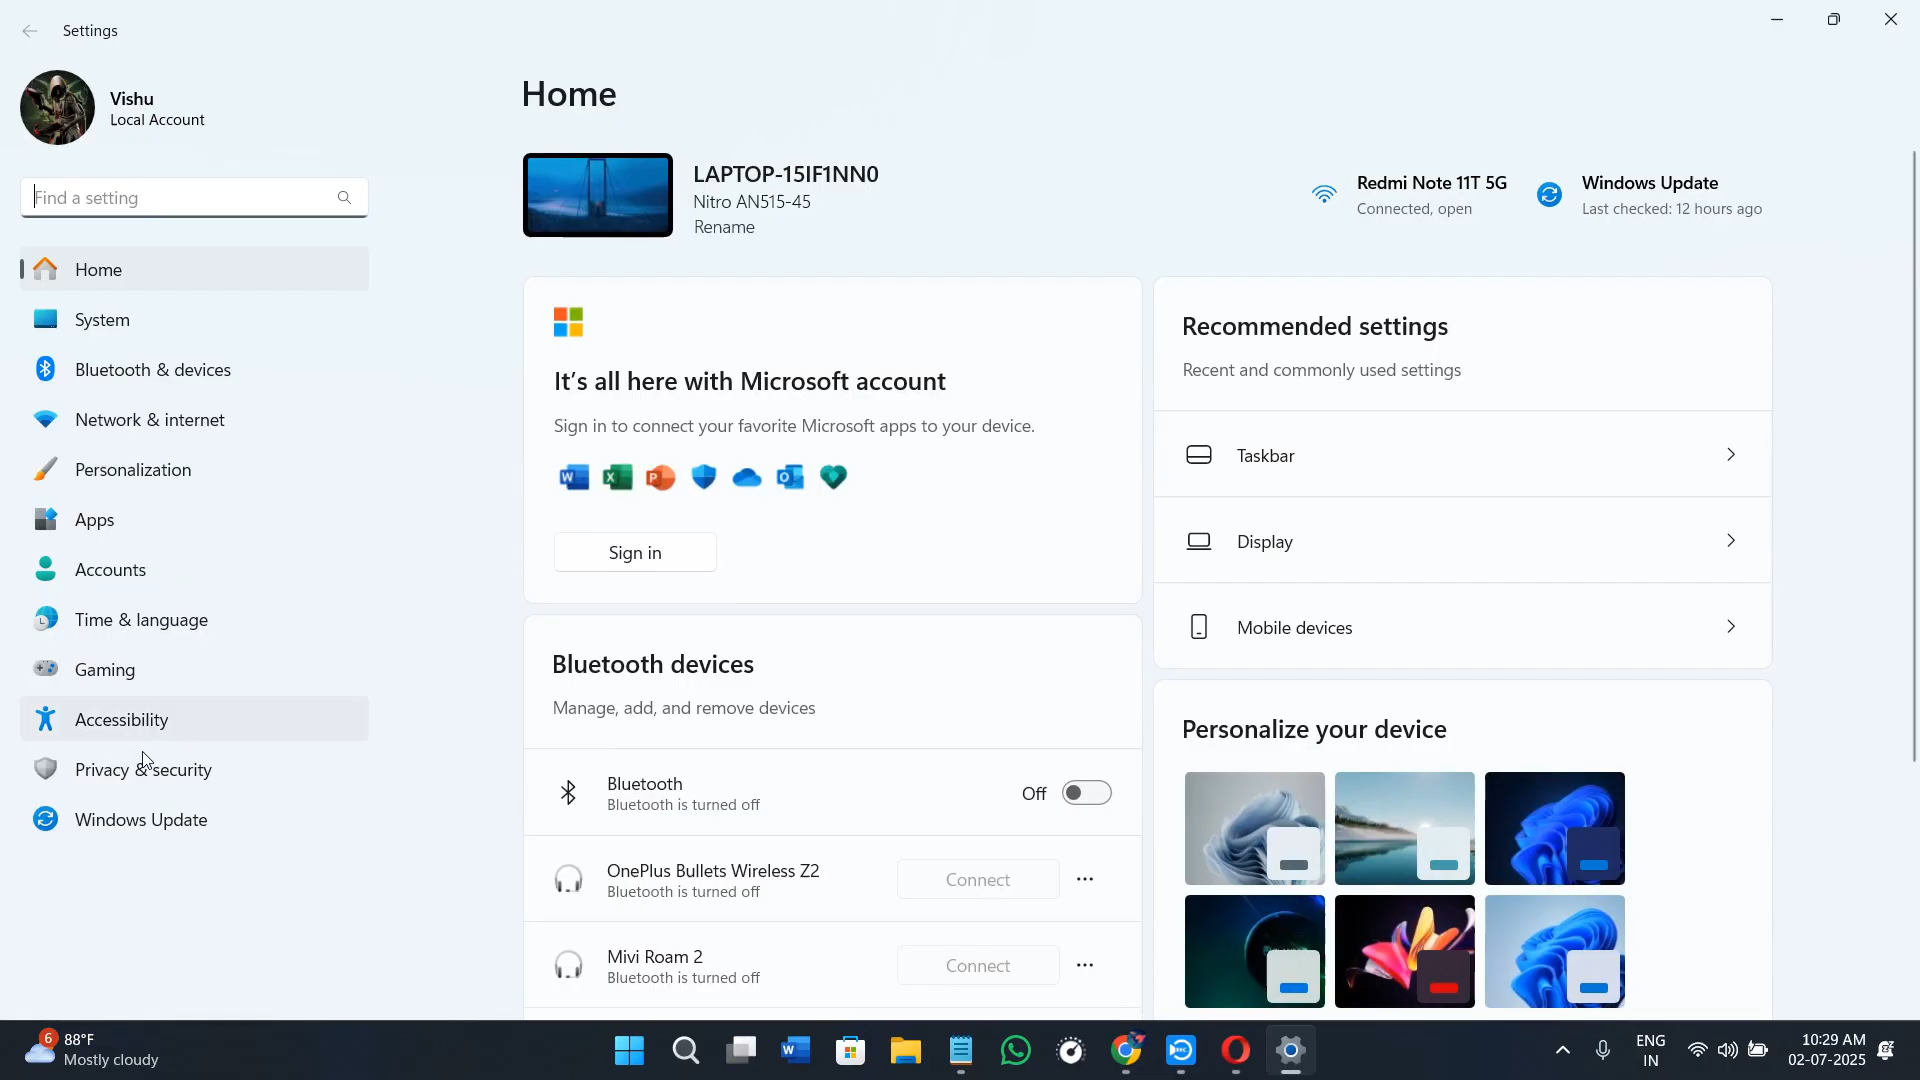 Settings
Vishu
Local Account
Find a setting
Home
System
Bluetooth & devices
Network & internet
Personalization
Apps
Accounts
Time & language
Gaming
Accessibility
Privacy & security
Windows Update
Home
LAPTOP-15IF1NN0
Nitro AN515-45
Rename
Redmi Note 11T 5G
Connected, open
Windows Update
Last checked: 12 hours ago
It's all here with Microsoft account
Sign in to connect your favorite Microsoft apps to your device.
Sign in
Bluetooth devices
Manage, add, and remove devices
Bluetooth
Bluetooth is turned off
Off
OnePlus Bullets Wireless Z2
Bluetooth is turned off
Connect
Mivi Roam 2
Bluetooth is turned off
Connect
Recommended settings
Recent and commonly used settings
Taskbar
Display
Mobile devices
Personalize your device
6
88°F
Mostly cloudy
ENG
IN
10:29 AM
02-07-2025